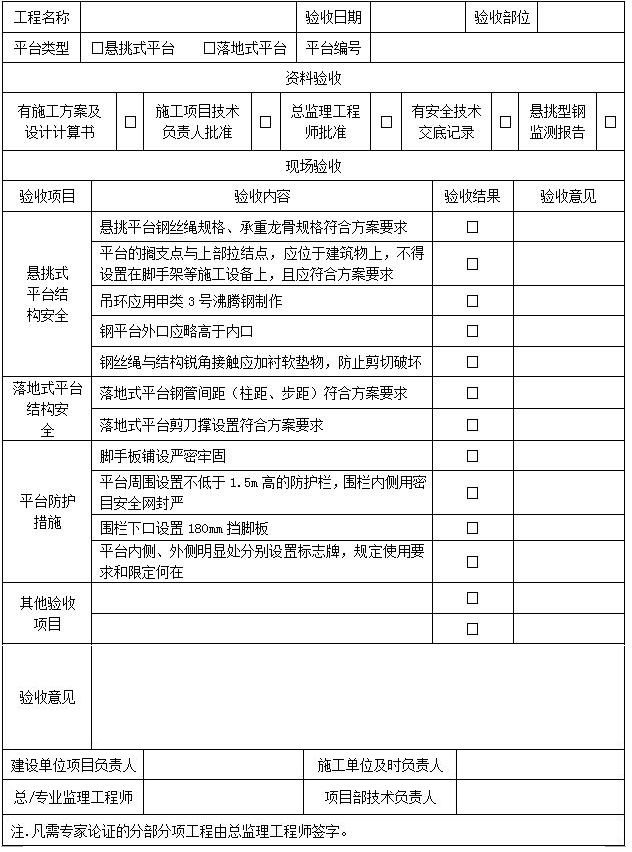 工程名称 验收日期 验收部位
平台类型 □悬挑式平台 □落地式平台 平台编号
资料验收
有施工方案及 施工项目技术 总监理工程 有安全技术 悬挑型钢
设计计算书 □ 负责人批准 □ 师批准 □ 交底记录 □ 监测报告 □
现场验收
验收项目 验收内容 验收结果 验收意见
悬挑式
平台结
构安全
悬挑平台钢丝绳规格、承重龙骨规格符合方案要求 □
平台的搁支点与上部拉结点，应位于建筑物上，不得
设置在脚手架等施工设备上，且应符合方案要求 □
吊环应用甲类3号沸腾钢制作 □
钢平台外口应略高于内口 □
钢丝绳与结构锐角接触应加衬软垫物，防止剪切破坏 □
落地式平台
结构安
全
落地式平台钢管间距（柱距、步距）符合方案要求 □
落地式平台剪刀撑设置符合方案要求 □
平台防护
措施
脚手板铺设严密牢固 □
平台周围设置不低于1.5m高的防护栏，围栏内侧用密
目安全网封严 □
围栏下口设置180mm挡脚板 □
平台内侧、外侧明显处分别设置标志牌，规定使用要
求和限定何在 □
其他验收
项目
□
□
验收意见
建设单位项目负责人 施工单位及时负责人
总/专业监理工程师 项目部技术负责人
注.凡需专家论证的分部分项工程由总监理工程师签字。